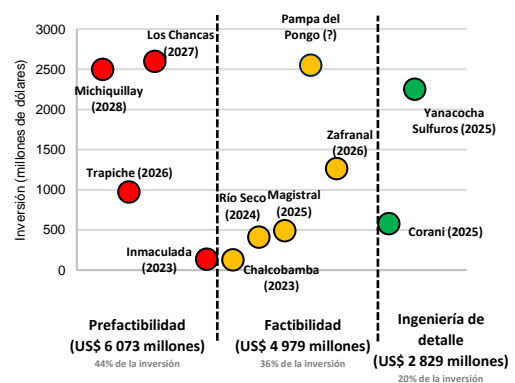 Inversión (millones de dólares)
3000
2500
2000
1500
1000
500
0
Los Chancas
(2027)
Michiquillay
(2028)
Trapiche (2026)
Inmaculada
(2023)
Pampa del
Pongo (?)
Zafranal
(2026)
Río Seco
(2024)
Magistral
(2025)
Chalcobamba
(2023)
Yanacocha
Sulfuros (2025)
Corani (2025)
Prefactibilidad
(US$ 6 073 millones)
44% de la inversión
Factibilidad
(US$ 4 979 millones)
36% de la inversión
Ingeniería de
detalle
(US$ 2 829 millones)
20% de la inversión